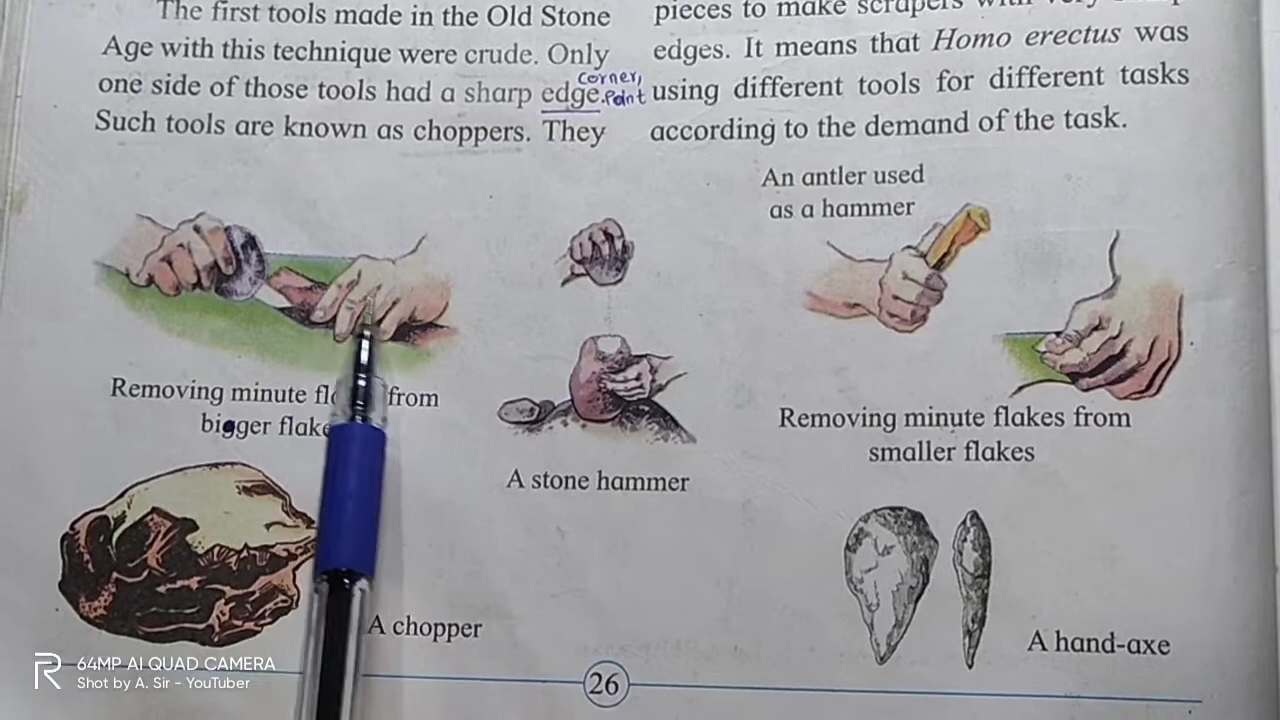 The first tools made in the Old Stone
Age with this technique were crude. Only
one side of those tools had a sharp edge.
corner,
Point
Such tools are known as choppers. They
pieces to make scrapers with very
edges. It means that Homo erectus was
using different tools for different tasks
according to the demand of the task.
An antler used
as a hammer
Removing minute from
bigger
A stone hammer
Removing minute flakes from
smaller flakes
A chopper
A hand-axe
26
64MP AI QUAD CAMERA
Shot by A. Sir - YouTuber